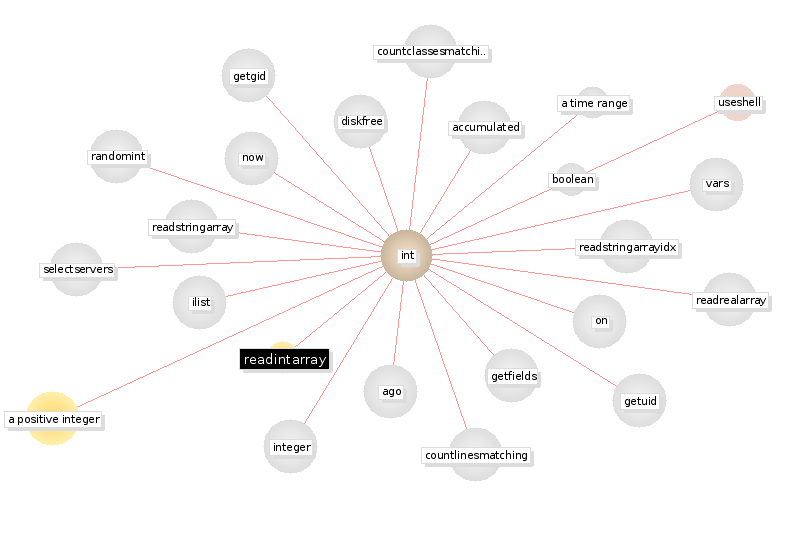 countclassesmatchi..
getgid
a time range
useshell
diskfree
accumulated
randomint
now
boolean
vars
readstringarray
readstringarrayidx
int
selectservers
ilist
readrealarray
on
readintarray
getfields
ago
getuid
a positive integer
integer
countlinesmatching